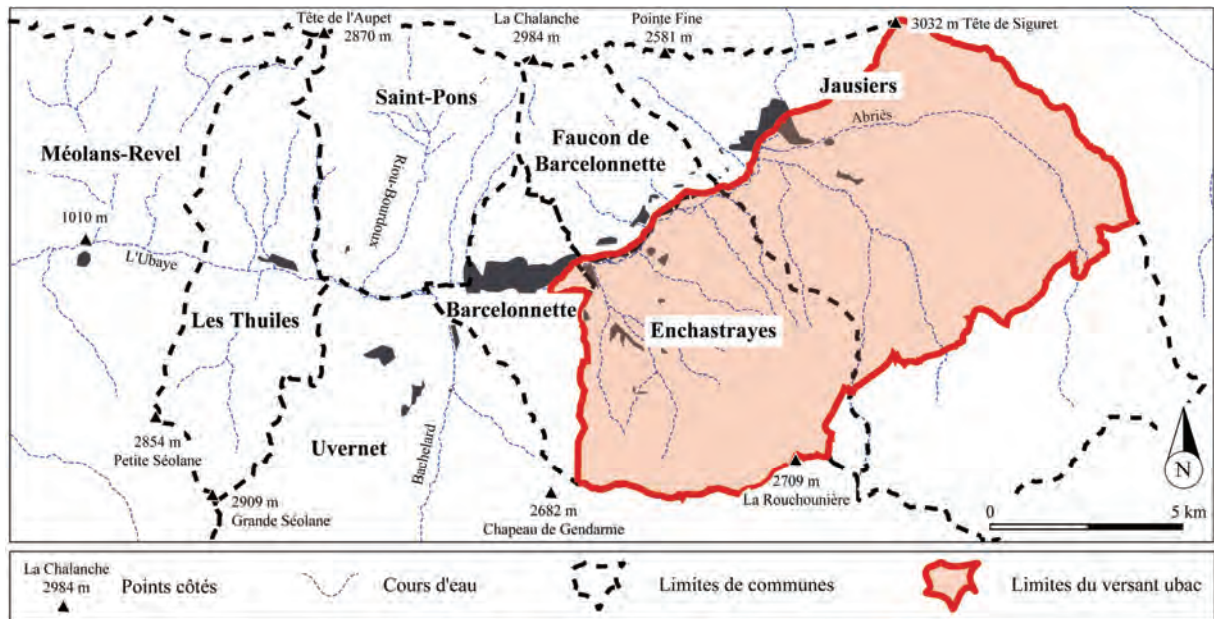 Tête de l'Aupet
2870 m
La Chalanche
2984 m
Pointe Fine
2581 m
3032 m Tête de Siguret
Saint-Pons
Jausiers
Abriès
Faucon de
Barcelonnette
Méolans-Revel
Riou-Bourdoux
1010 m
L'Ubaye
Les Thuiles
Barcelonnette
Enchastrayes
2854 m
Petite Séolane
Uvernet
Bachelard
2909 m
Grande Séolane
2682 m
Chapeau de Gendarme
2709 m
La Rouchounière
N
0
5 km
La Chalanche
2984 m
Points côtés
Cours d'eau
Limites de communes
Limites du versant ubac